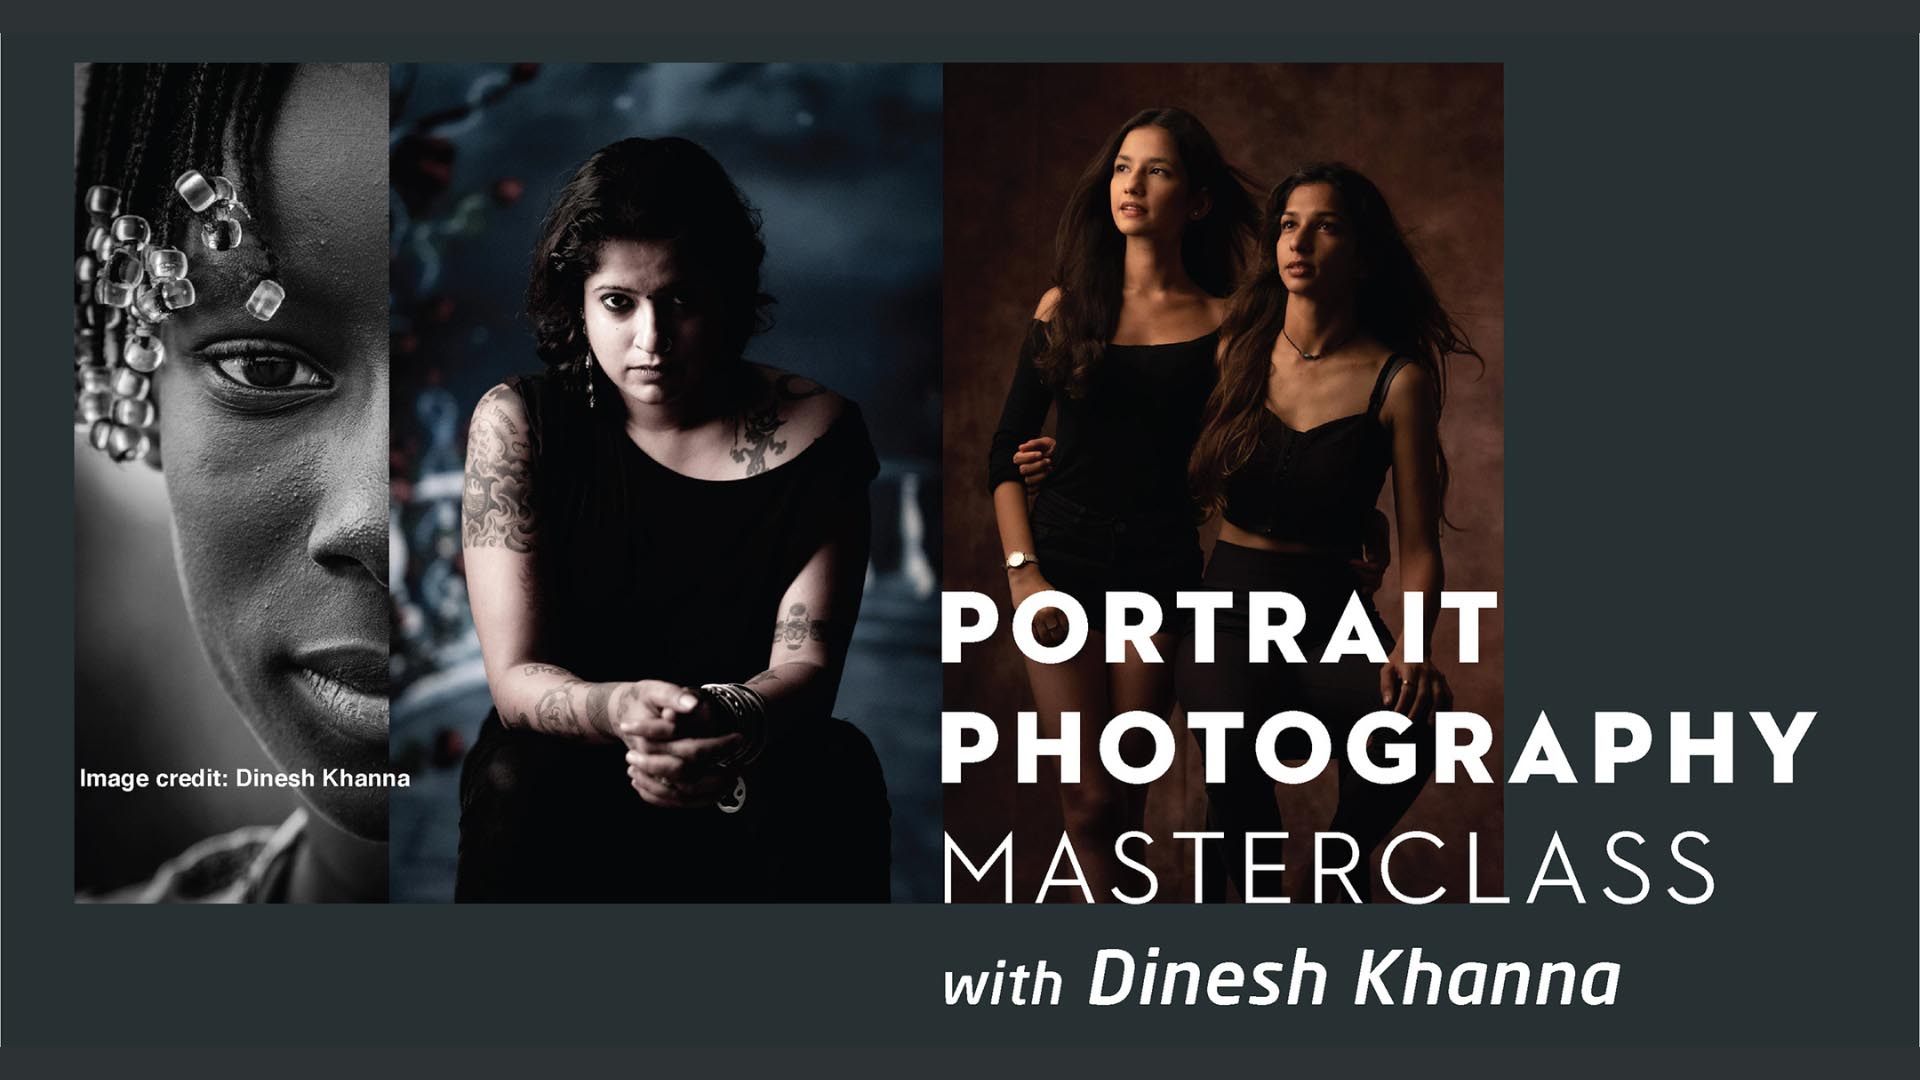 Image credit: Dinesh Khanna
PORTRAIT
PHOTOGRAPHY
MASTERCLASS
with Dinesh Khanna